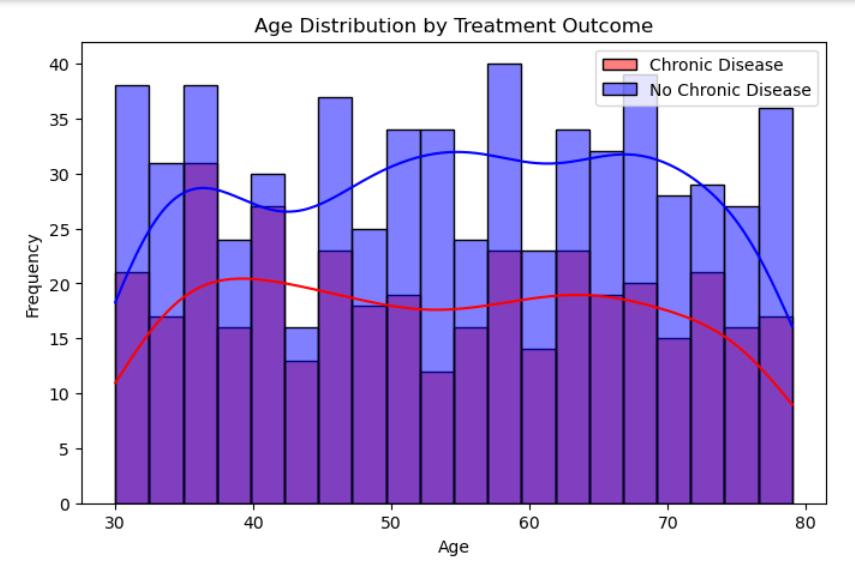 Age Distribution by Treatment Outcome
Chronic Disease
No Chronic Disease
Frequency
40
35
30
25
20
15
10
5
0
30 40 50 60 70 80
Age